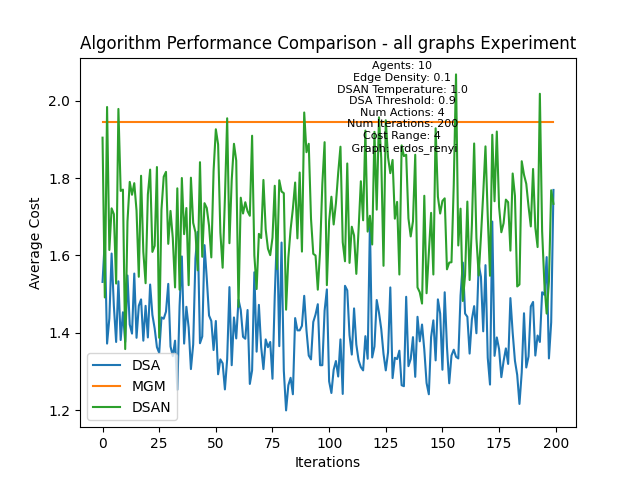 Algorithm Performance Comparison - all graphs Experiment
Agents: 10
Edge Density: 0.1
DSAN Temperature: 1.0
DSA Threshold: 0.9
Num Actions: 4
Num Iterations: 200
Cost Range: 4
Graph: erdos_renyi
Average Cost
2.0
1.8
1.6
1.4
1.2
DSA
MGM
DSAN
0 25 50 75 100 125 150 175 200
Iterations